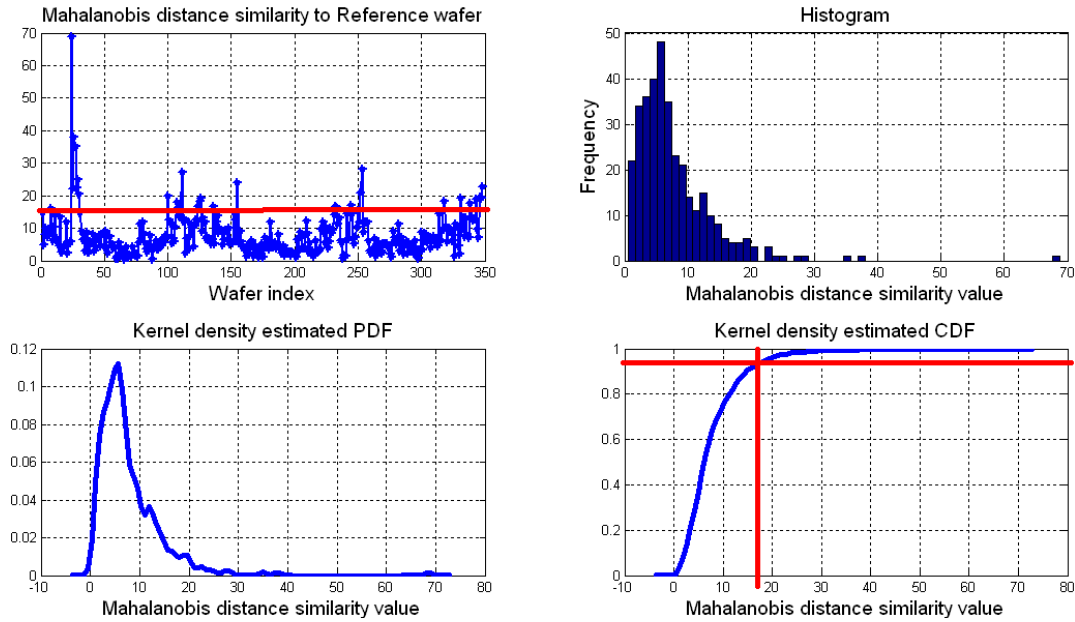 Mahalanobis distance similarity to Reference wafer
70
60
50
40
30
20
10
0
0 50 100 150 200 250 300 350
Wafer index
Histogram
Frequency
50
40
30
20
10
0
0 10 20 30 40 50 60 70
Mahalanobis distance similarity value
Kernel density estimated PDF
0.12
0.1
0.08
0.06
0.04
0.02
0
-10 0 10 20 30 40 50 60 70 80
Mahalanobis distance similarity value
Kernel density estimated CDF
1
0.8
0.6
0.4
0.2
0
-10 0 10 20 30 40 50 60 70 80
Mahalanobis distance similarity value